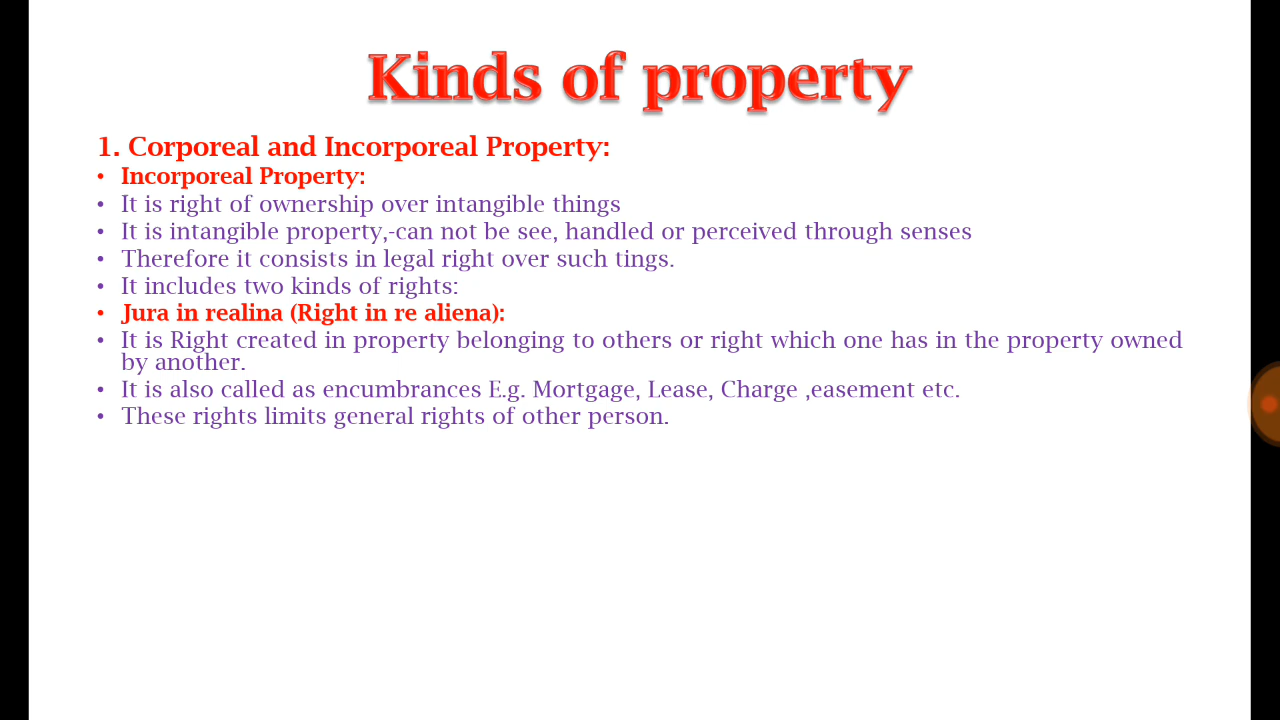 Kinds of property
1. Corporeal and Incorporeal Property:
• Incorporeal Property:
• It is right of ownership over intangible things
• It is intangible property,-can not be see, handled or perceived through senses
• Therefore it consists in legal right over such tings.
• It includes two kinds of rights:
• Jura in realina (Right in re aliena):
• It is Right created in property belonging to others or right which one has in the property owned
by another.
• It is also called as encumbrances E.g. Mortgage, Lease, Charge ,easement etc.
• These rights limits general rights of other person.